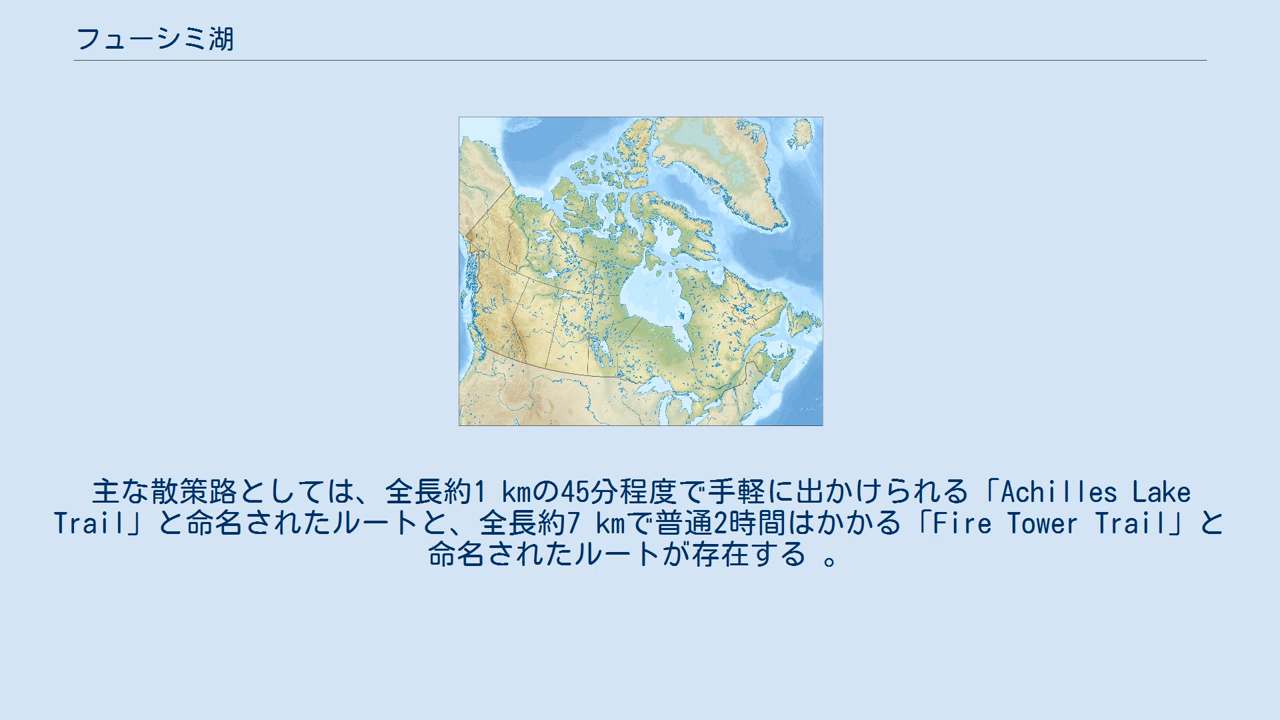 フューシミ湖
主な散策路としては、全長約1 kmの45分程度で手軽に出かけられる「Achilles Lake
Trail」と命名されたルートと、全長約7 kmで普通2時間はかかる「Fire Tower Trail」と
命名されたルートが存在する 。